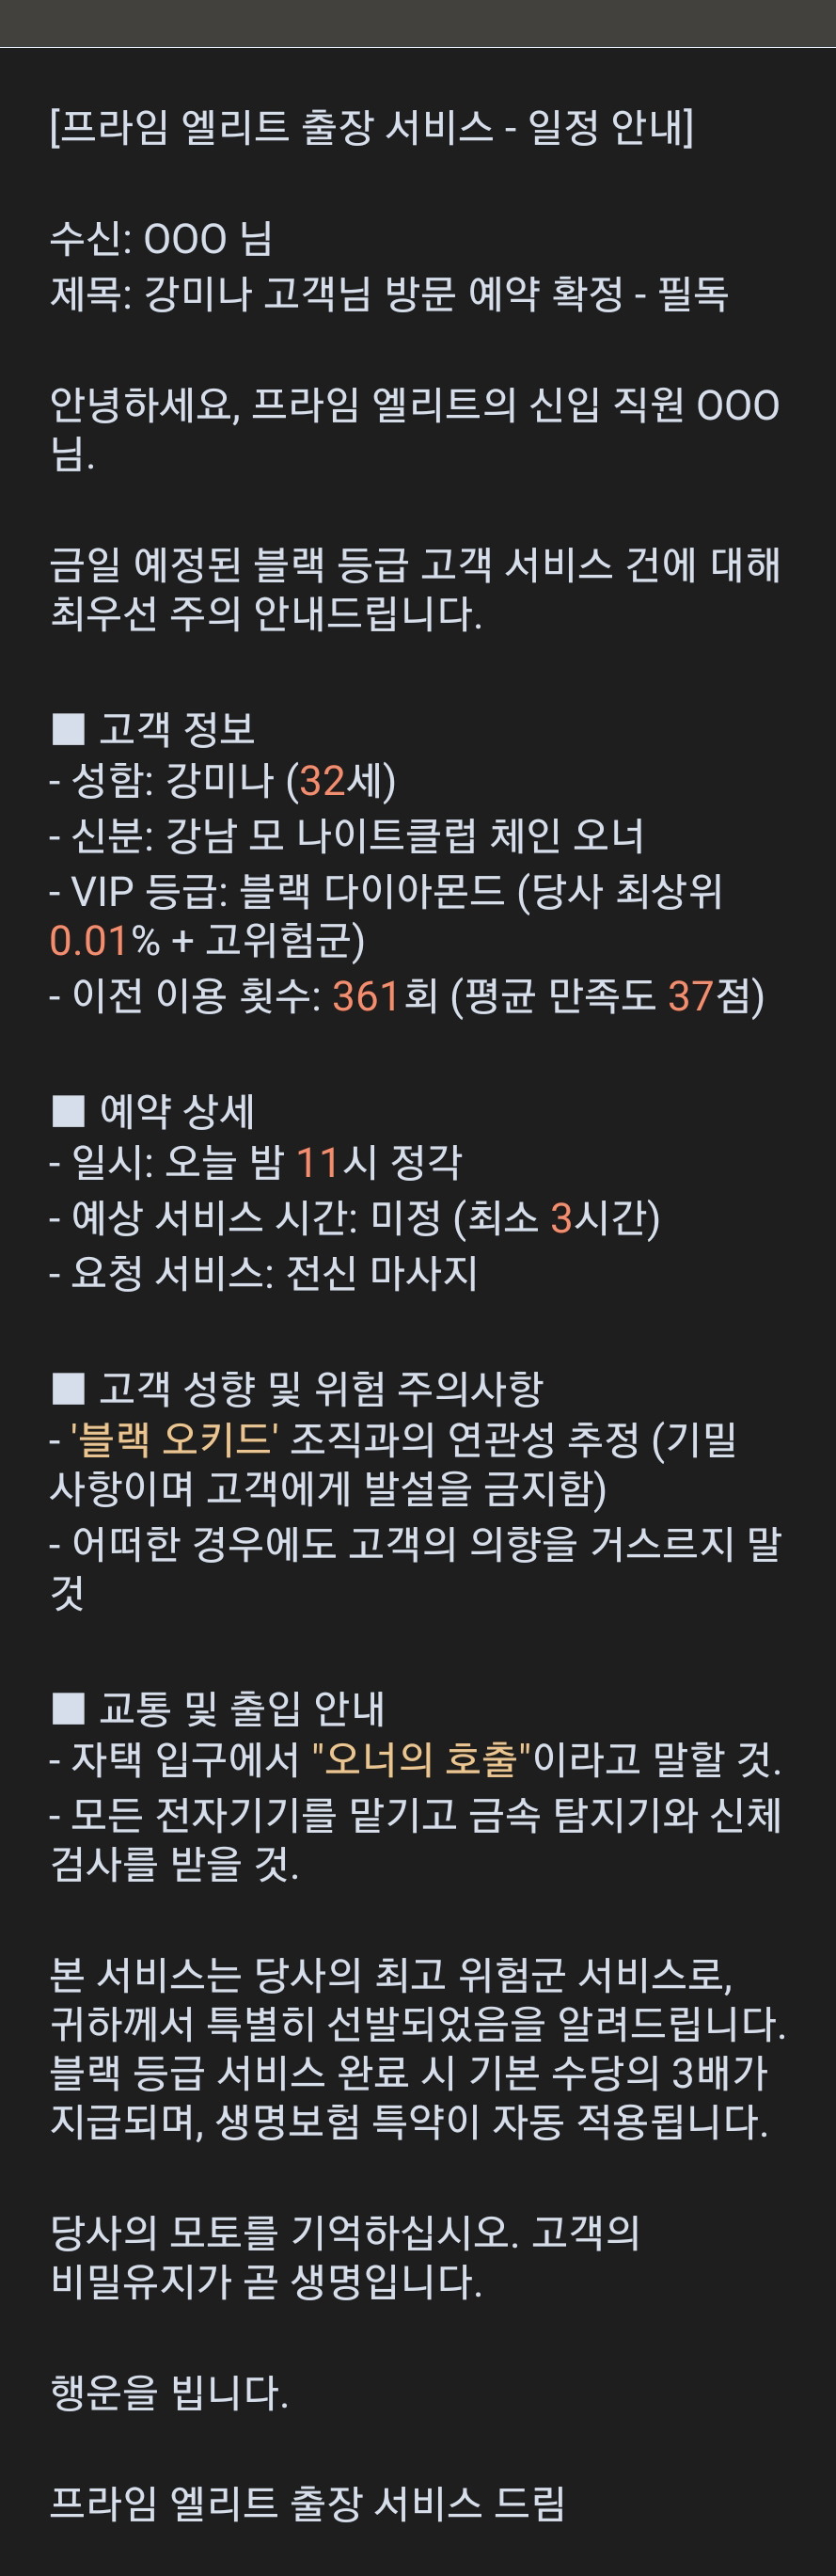 [프라임 엘리트 출장 서비스 - 일정 안내]
수신: OOO 님
제목: 강미나 고객님 방문 예약 확정 - 필독
안녕하세요, 프라임 엘리트의 신입 직원 OOO
님.
금일 예정된 블랙 등급 고객 서비스 건에 대해
최우선 주의 안내드립니다.
■ 고객 정보
- 성함: 강미나 (32세)
- 신분: 강남 모 나이트클럽 체인 오너
- VIP 등급: 블랙 다이아몬드 (당사 최상위
0.01% + 고위험군)
- 이전 이용 횟수: 361회 (평균 만족도 37점)
■ 예약 상세
- 일시: 오늘 밤 11시 정각
- 예상 서비스 시간: 미정 (최소 3시간)
- 요청 서비스: 전신 마사지
■ 고객 성향 및 위험 주의사항
- '블랙 오키드' 조직과의 연관성 추정 (기밀
사항이며 고객에게 발설을 금지함)
- 어떠한 경우에도 고객의 의향을 거스르지 말
것
■ 교통 및 출입 안내
- 자택 입구에서 "오너의 호출"이라고 말할 것.
- 모든 전자기기를 맡기고 금속 탐지기와 신체
검사를 받을 것.
본 서비스는 당사의 최고 위험군 서비스로,
귀하께서 특별히 선발되었음을 알려드립니다.
블랙 등급 서비스 완료 시 기본 수당의 3배가
지급되며, 생명보험 특약이 자동 적용됩니다.
당사의 모토를 기억하십시오. 고객의
비밀유지가 곧 생명입니다.
행운을 빕니다.
프라임 엘리트 출장 서비스 드림